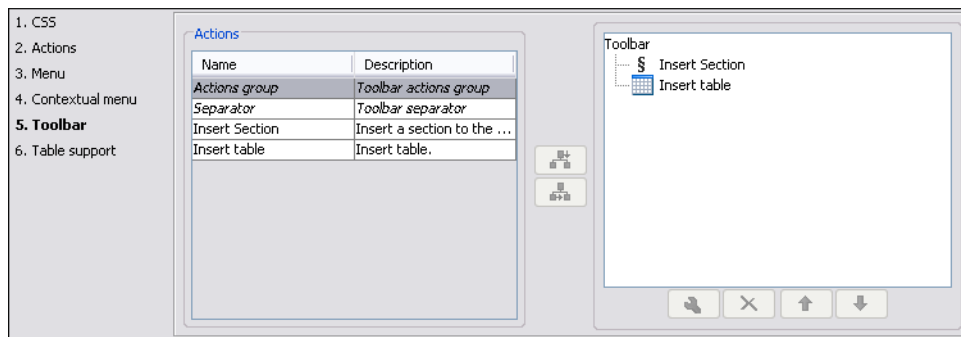 1. CSS
2. Actions
3. Menu
4. Contextual menu
5. Toolbar
6. Table support
Actions
Name Description
Actions group Toolbar actions group
Separator Toolbar separator
Insert Section Insert a section to the ...
Insert table Insert table.
Toolbar
§ Insert Section
Insert table